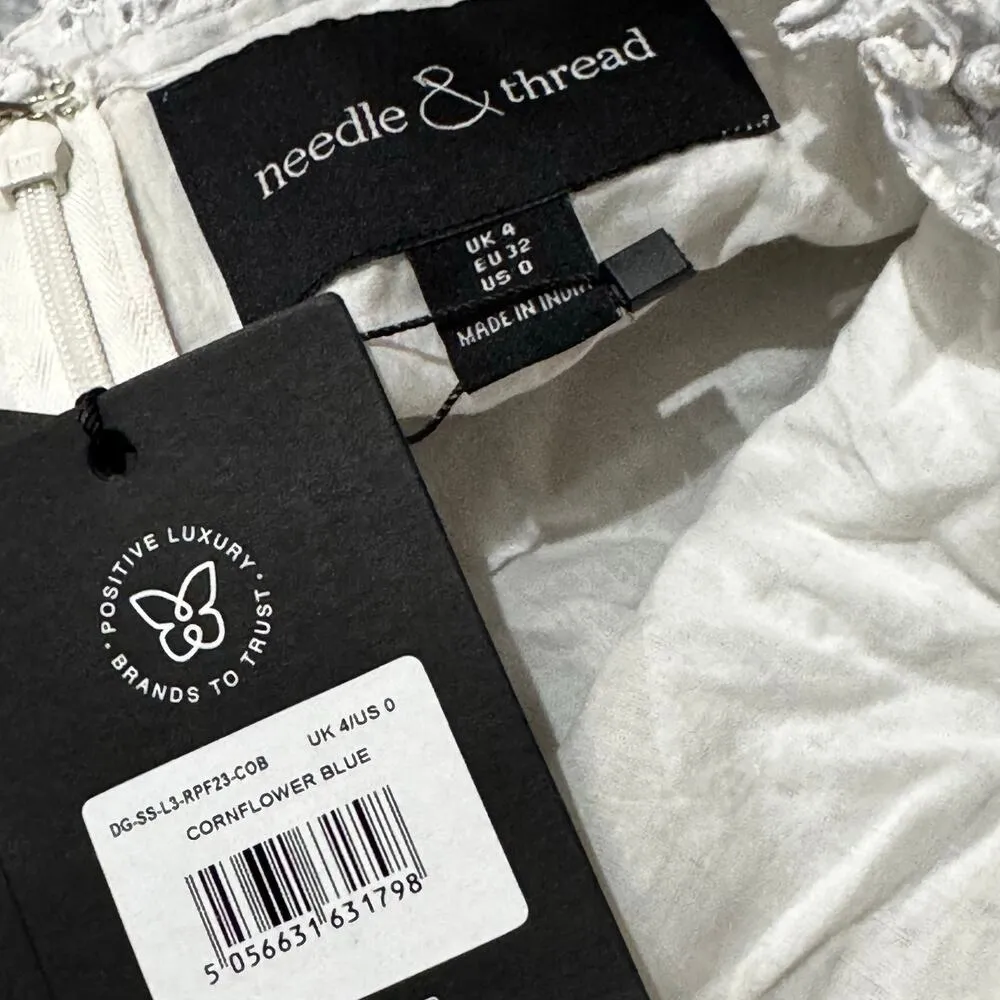 needle & thread
UK 4
EU 32
US 0
MADE IN INDIA
POSITIVE LUXURY
BRANDS TO TRUST
UK 4/US 0
DG-SS-L3-RPF23-COB
CORNFLOWER BLUE
5 056631 631798